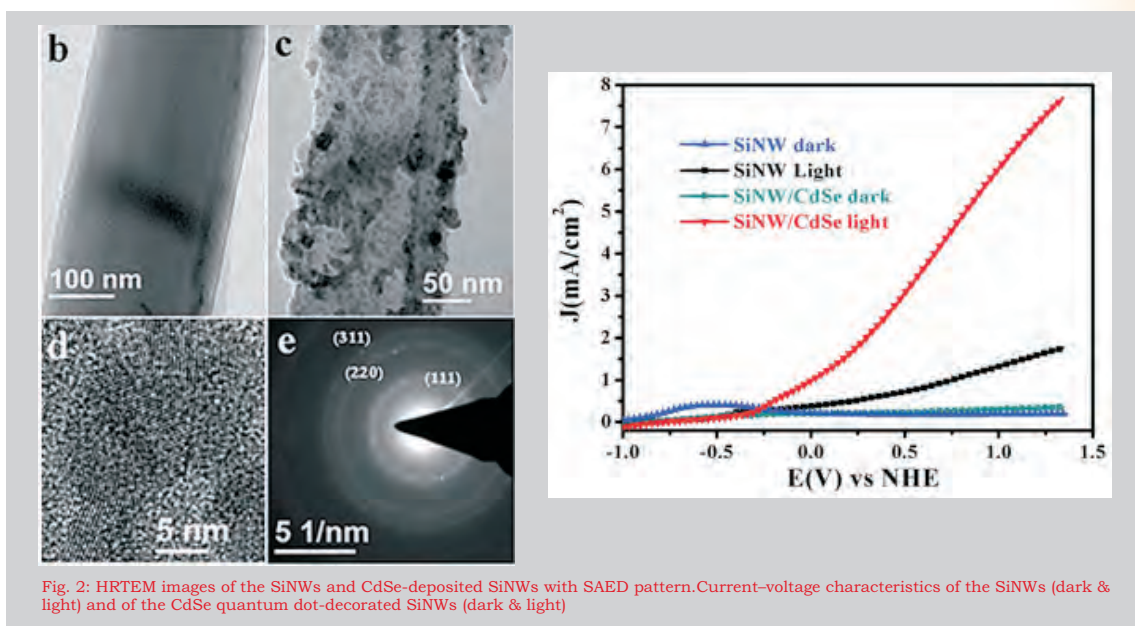 b
c
100 nm
50 nm
d
e
(311)
(220)
(111)
5 nm
5 1/nm
8
7
6
5
4
3
2
1
0
J(mA/cm²)
SiNW dark
SiNW Light
SiNW/CdSe dark
SiNW/CdSe light
-1.0 -0.5 0.0 0.5 1.0 1.5
E(V) vs NHE
Fig. 2: HRTEM images of the SiNWs and CdSe-deposited SiNWs with SAED pattern.Current–voltage characteristics of the SiNWs (dark &
light) and of the CdSe quantum dot-decorated SiNWs (dark & light)